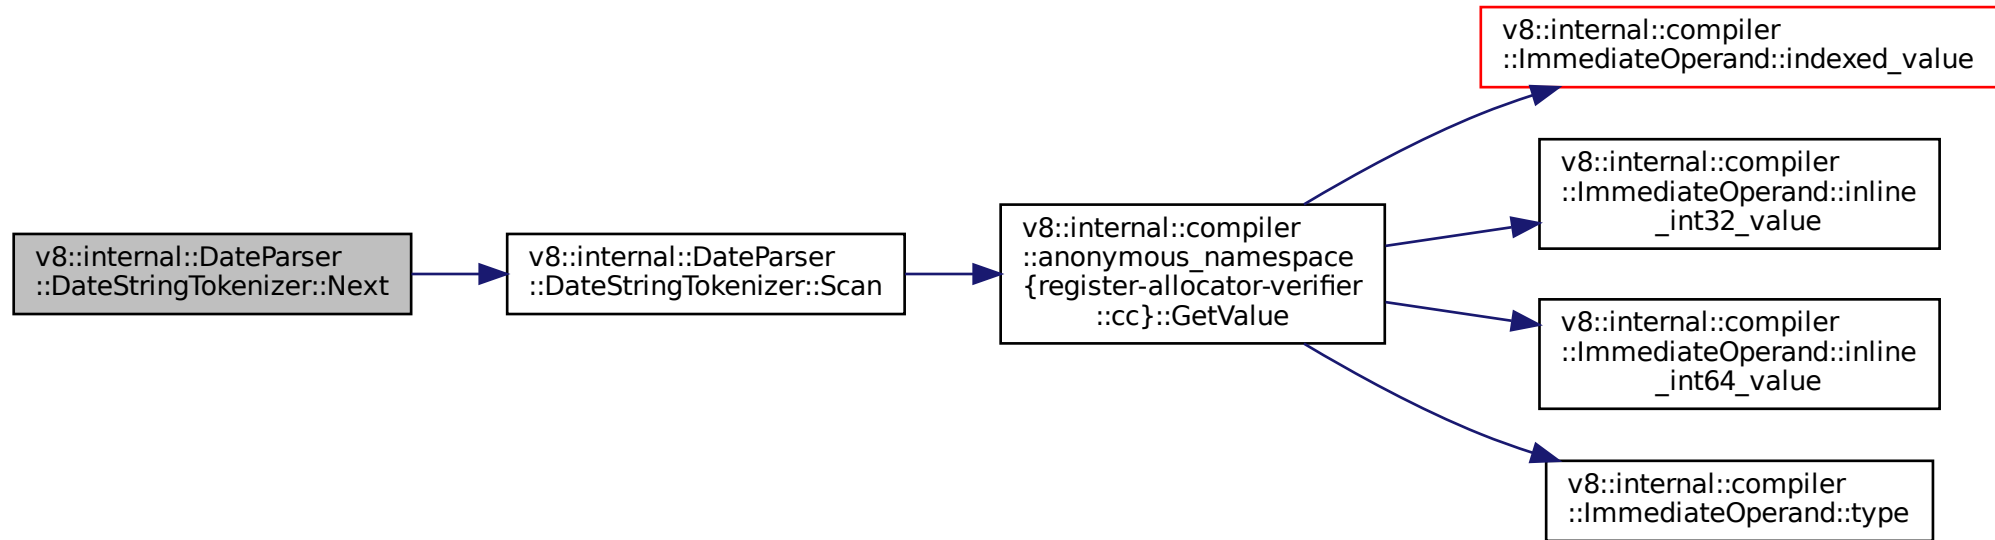 v8::internal::DateParser
::DateStringTokenizer::Next
v8::internal::DateParser
::DateStringTokenizer::Scan
v8::internal::compiler
::anonymous_namespace
{register-allocator-verifier
::cc}::GetValue
v8::internal::compiler
::ImmediateOperand::indexed_value
v8::internal::compiler
::ImmediateOperand::inline
_int32_value
v8::internal::compiler
::ImmediateOperand::inline
_int64_value
v8::internal::compiler
::ImmediateOperand::type